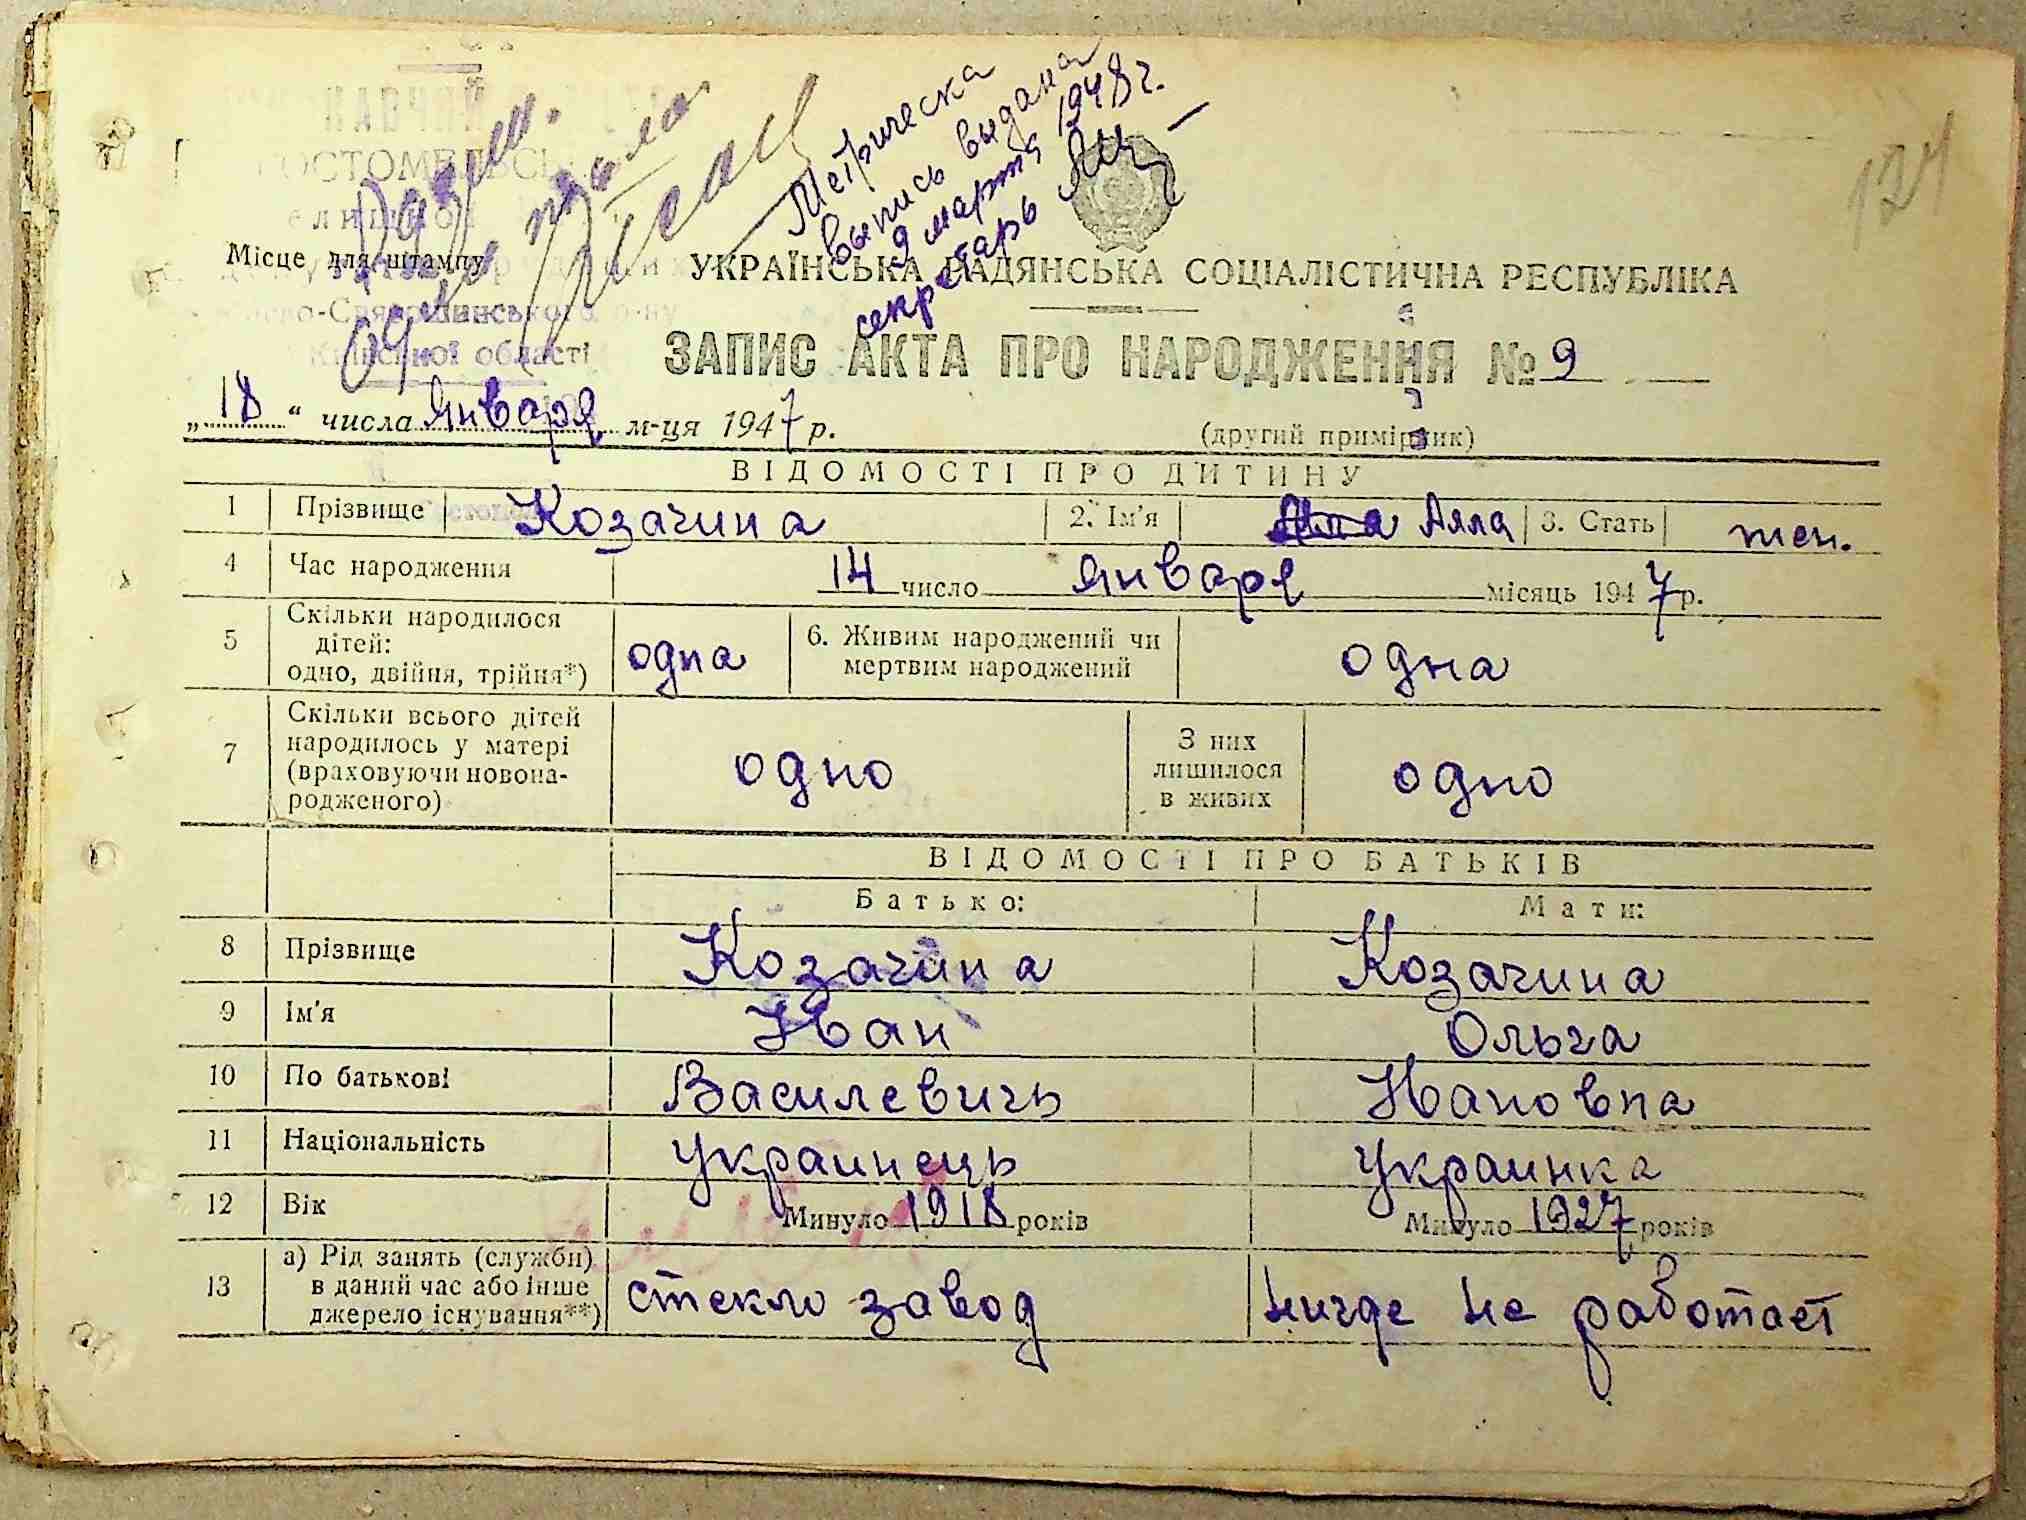 Метрическа
выпись выдана
9 марта 1948 г.
секретарь
124
ГОСТОМЕЛЬСЬ
Київської області
Місце для штампу
УКРАЇНСЬКА РАДЯНСЬКА СОЦІАЛІСТИЧНА РЕСПУБЛІКА
ЗАПИС АКТА ПРО НАРОДЖЕННЯ № 9
„18“ числа Января м-ця 1947 р.
(другий примірник)
ВІДОМОСТІ ПРО ДИТИНУ
1 Прізвище Козачина 2. Ім'я Алла 3. Стать жен.
4 Час народження 14 число Января місяць 1947 р.
5 Скільки народилося дітей: одно, двійня, трійня*) одна 6. Живим народжений чи мертвим народжений одна
7 Скільки всього дітей народилось у матері (враховуючи новонародженого) одно З них лишилося в живих одно
ВІДОМОСТІ ПРО БАТЬКІВ
Батько: Мати:
8 Прізвище Козачина Козачина
9 Ім'я Иван Ольга
10 По батькові Василевичь Ивановна
11 Національність украинець украинка
12 Вік Минуло 1918 років Минуло 1927 років
13 а) Рід занять (служби) в даний час або інше джерело існування**) стекло завод нигде не работает